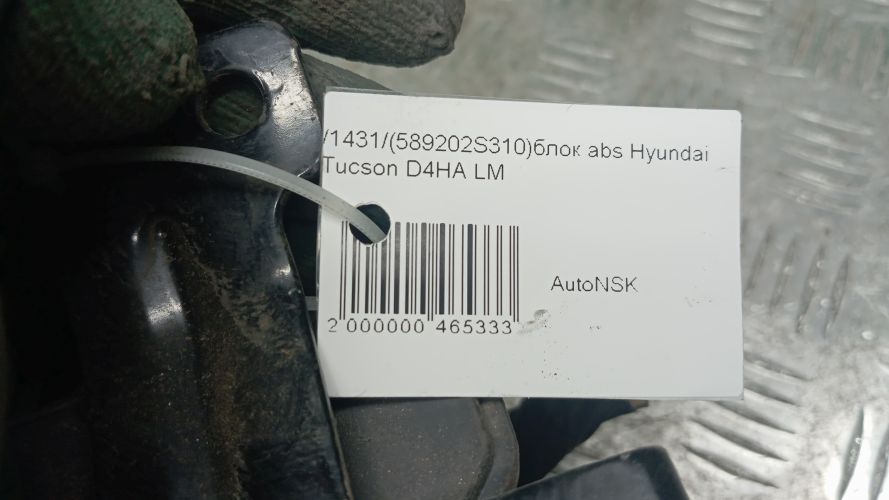 /1431/(589202S310)блок abs Hyundai
Tucson D4HA LM
AutoNSK
2 000000 465333